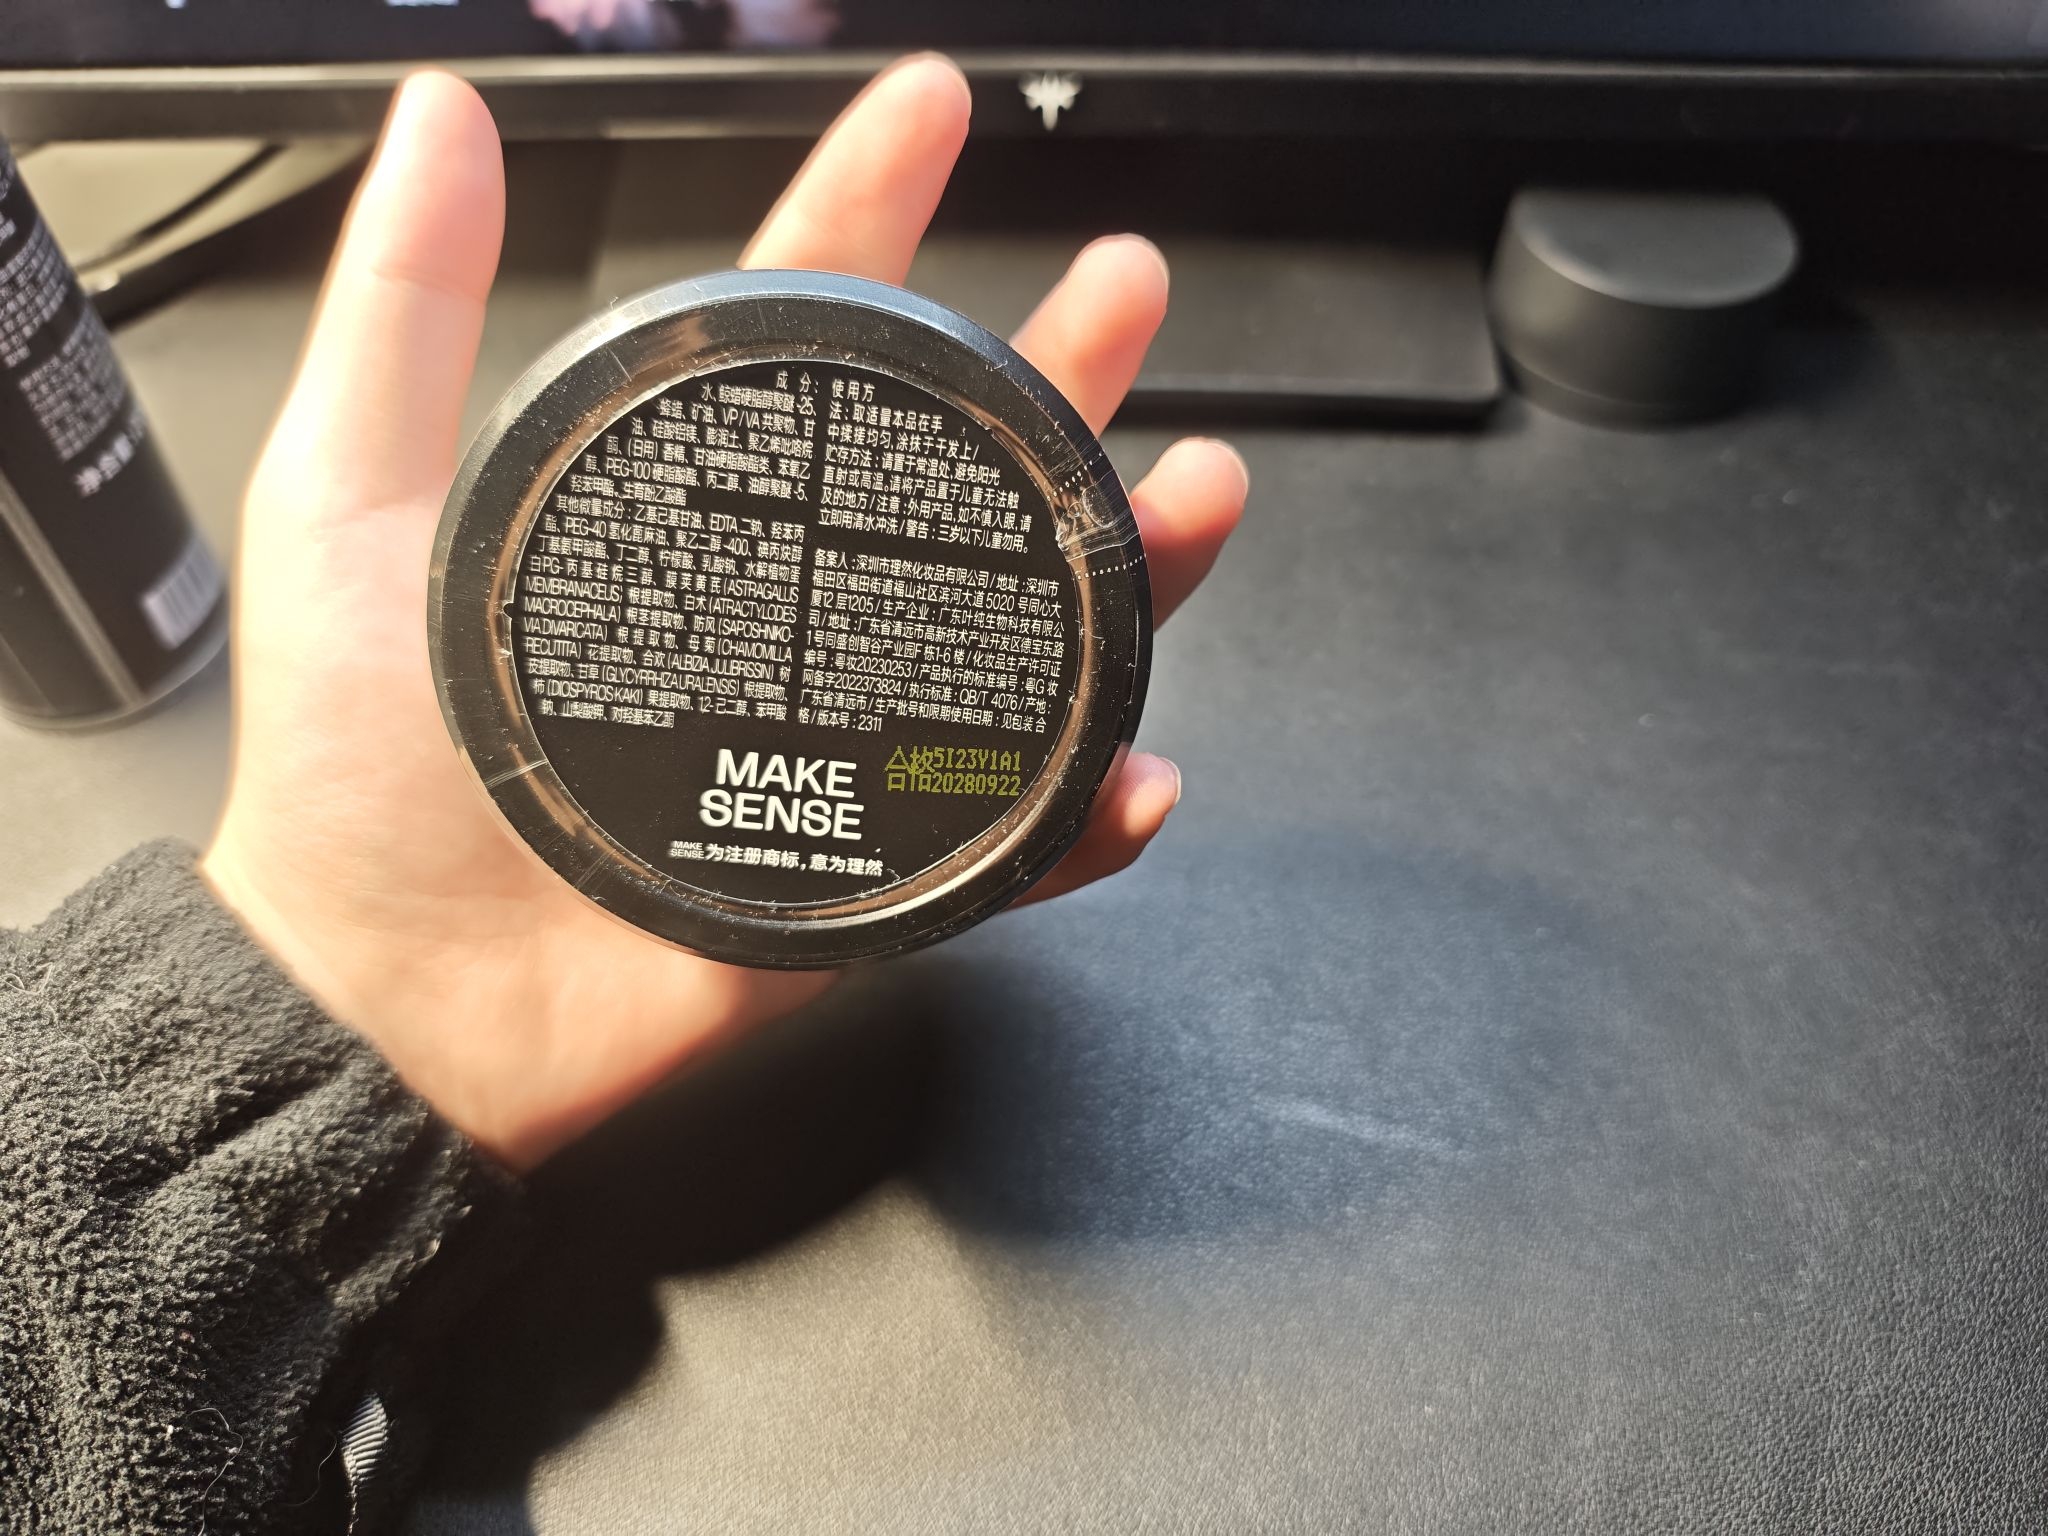 成 分：
水、鲸蜡硬脂醇聚醚-25、
蜂蜡、矿油、VP/VA 共聚物、甘
油、硅酸铝镁、膨润土、聚乙烯吡咯烷
酮、(日用) 香精、甘油硬脂酸酯类、苯氧乙
醇、PEG-100 硬脂酸酯、丙二醇、油醇聚醚-5、
羟苯甲酯、生育酚乙酸酯
其他微量成分：乙基己基甘油、EDTA 二钠、羟苯丙
酯、PEG-40 氢化蓖麻油、聚乙二醇-400、碘丙炔醇
丁基氨甲酸酯、丁二醇、柠檬酸、乳酸钠、水解植物蛋
白PG-丙基硅烷三醇、膜荚黄芪(ASTRAGALUS
MEMBRANACEUS) 根提取物、白术(ATRACTYLODES
MACROCEPHALA) 根茎提取物、防风(SAPOSHNIKO-
VIA DIVARICATA) 根提取物、母菊(CHAMOMILLA
RECUTITA) 花提取物、合欢(ALBIZIA JULIBRISSIN) 树
皮提取物、甘草(GLYCYRRHIZA URALENSIS) 根提取物、
柿(DIOSPYROS KAKI) 果提取物、1,2-己二醇、苯甲酸
钠、山梨酸钾、对羟基苯乙酮
使用方
法：取适量本品在手
中揉搓均匀，涂抹于干发上/
贮存方法：请置于常温处，避免阳光
直射或高温。请将产品置于儿童无法触
及的地方/注意：外用产品，如不慎入眼，请
立即用清水冲洗/警告：三岁以下儿童勿用。
备案人：深圳市理然化妆品有限公司/地址：深圳市
福田区福田街道福山社区滨河大道5020 号同心大
厦12 层1205/生产企业：广东叶纯生物科技有限公
司/地址：广东省清远市高新技术产业开发区德宝东路
1号同盛创智谷产业园F 栋1-6 楼/化妆品生产许可证
编号：粤妆20230253/产品执行的标准编号：粤G 妆
网备字2022373824/执行标准：QB/T 4076/产地：
广东省清远市/生产批号和限期使用日期：见包装合
格/版本号：2311
合格5I23Y1A1
20280922
MAKE
SENSE
MAKE SENSE 为注册商标，意为理然